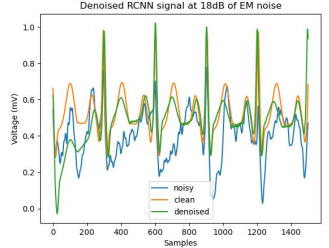 Denoised RCNN signal at 18dB of EM noise
Voltage (mV)
1.0
0.8
0.6
0.4
0.2
0.0
noisy
clean
denoised
0 200 400 600 800 1000 1200 1400
Samples